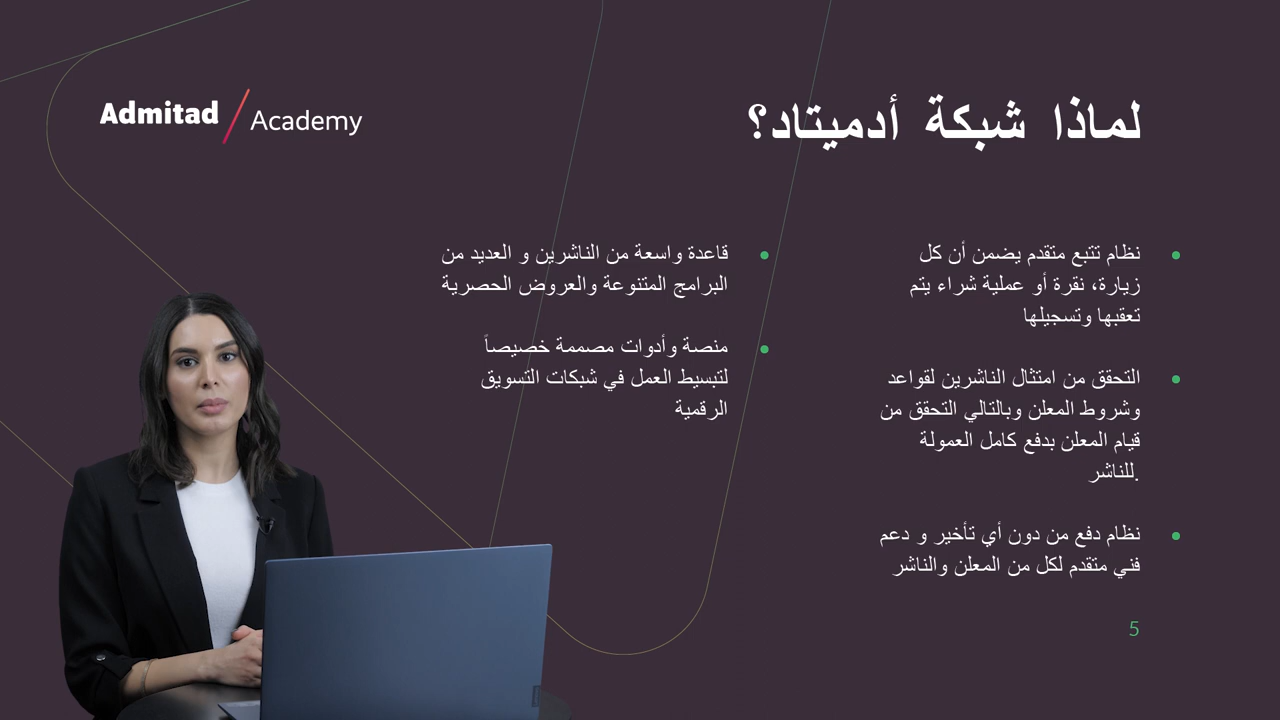 Admitad / Academy
لماذا شبكة أدميتاد؟
نظام تتبع متقدم يضمن أن كل
زيارة، نقرة أو عملية شراء يتم
تعقبها وتسجيلها
التحقق من امتثال الناشرين لقواعد
وشروط المعلن وبالتالي التحقق من
قيام المعلن بدفع كامل العمولة
للناشر.
نظام دفع من دون أي تأخير و دعم
فني متقدم لكل من المعلن والناشر
قاعدة واسعة من الناشرين و العديد من
البرامج المتنوعة والعروض الحصرية
منصة وأدوات مصممة خصيصاً
لتبسيط العمل في شبكات التسويق
الرقمية
5